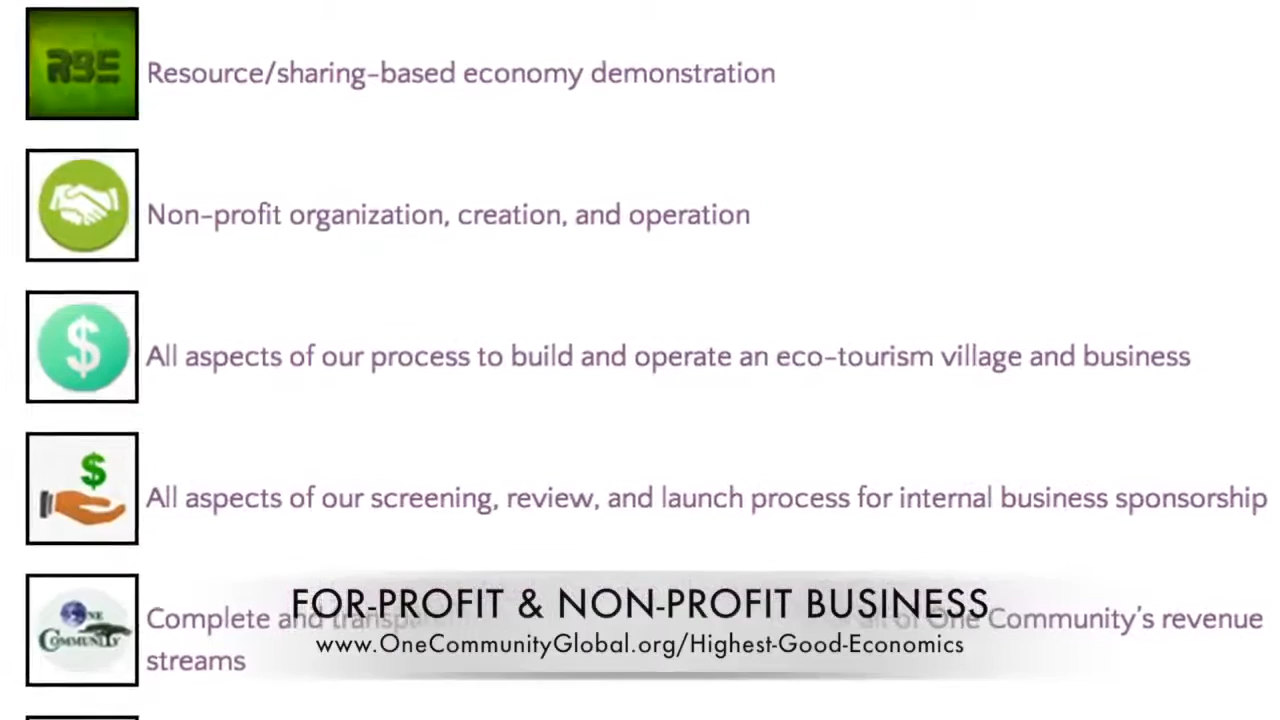 RBE
Resource/sharing-based economy demonstration
Non-profit organization, creation, and operation
$
All aspects of our process to build and operate an eco-tourism village and business
$
All aspects of our screening, review, and launch process for internal business sponsorship
ONE COMMUNITY
Complete and of One Community's revenue
streams
FOR-PROFIT & NON-PROFIT BUSINESS
www.OneCommunityGlobal.org/Highest-Good-Economics